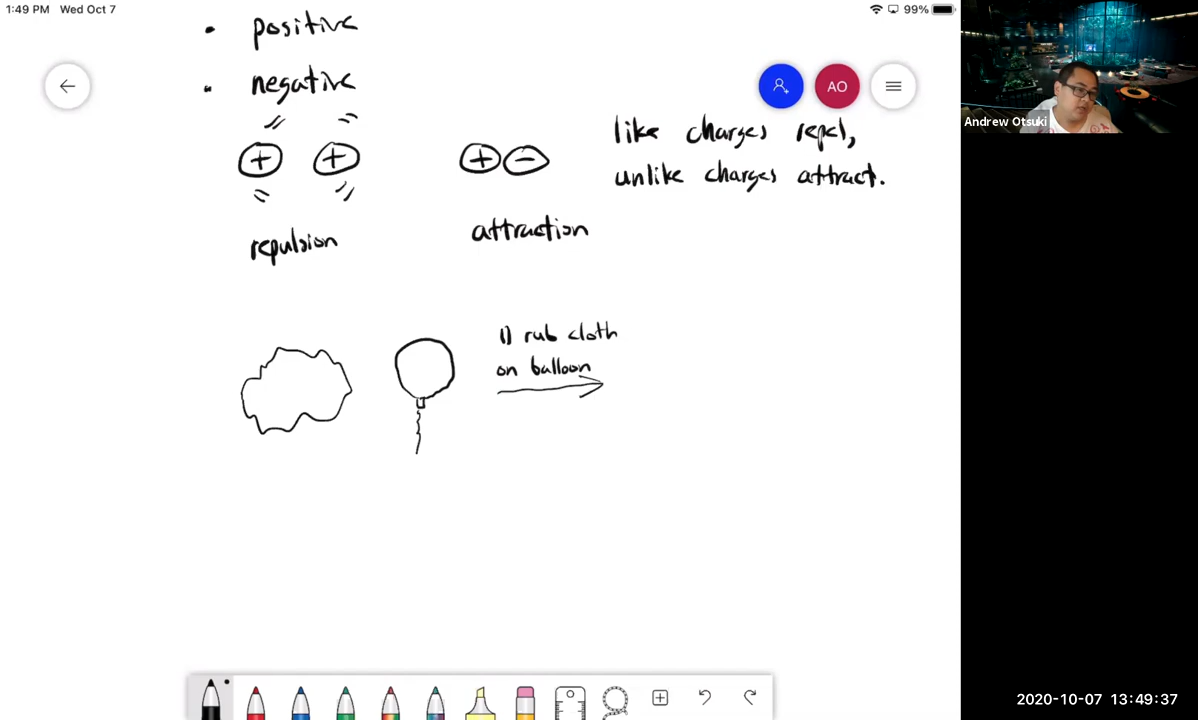 1:49 PM Wed Oct 7
99%
• positive
• negative
AO
Andrew Otsuki
like charges repel,
unlike charges attract.
+ + + -
repulsion
attraction
1) rub cloth
on balloon
2020-10-07 13:49:37